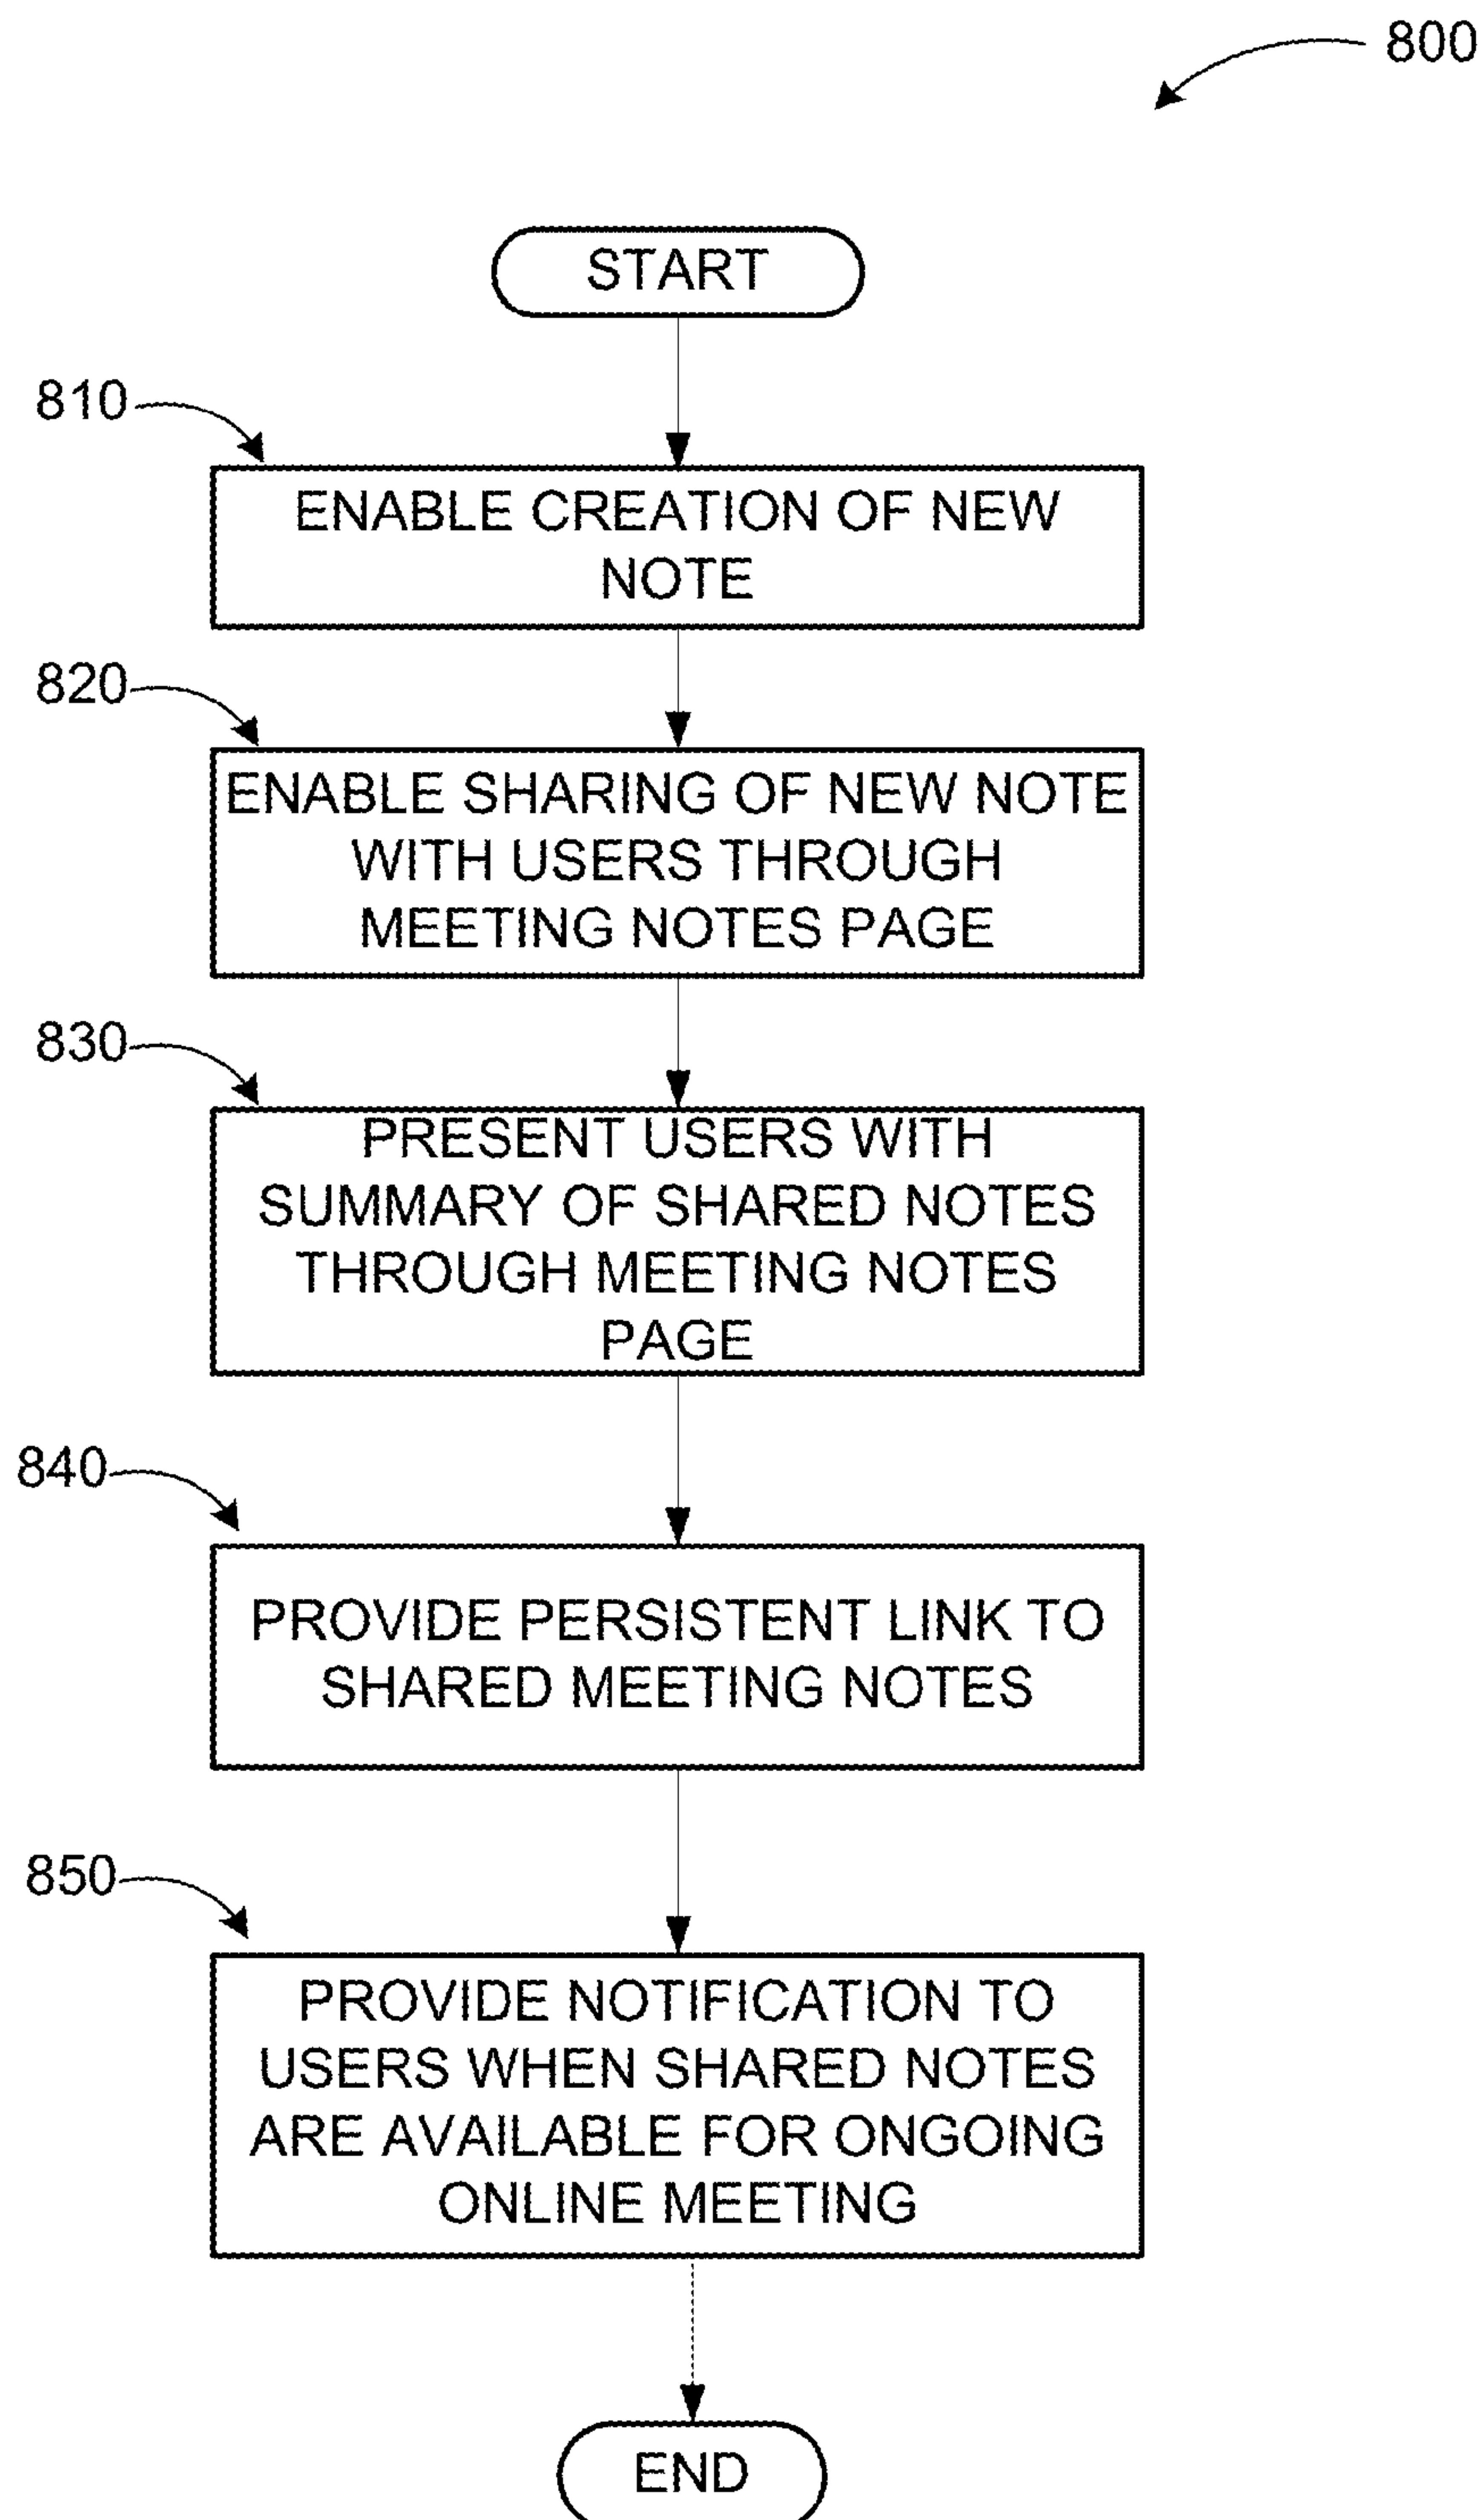 800
START
810
ENABLE CREATION OF NEW
NOTE
820
ENABLE SHARING OF NEW NOTE
WITH USERS THROUGH
MEETING NOTES PAGE
830
PRESENT USERS WITH
SUMMARY OF SHARED NOTES
THROUGH MEETING NOTES
PAGE
840
PROVIDE PERSISTENT LINK TO
SHARED MEETING NOTES
850
PROVIDE NOTIFICATION TO
USERS WHEN SHARED NOTES
ARE AVAILABLE FOR ONGOING
ONLINE MEETING
END